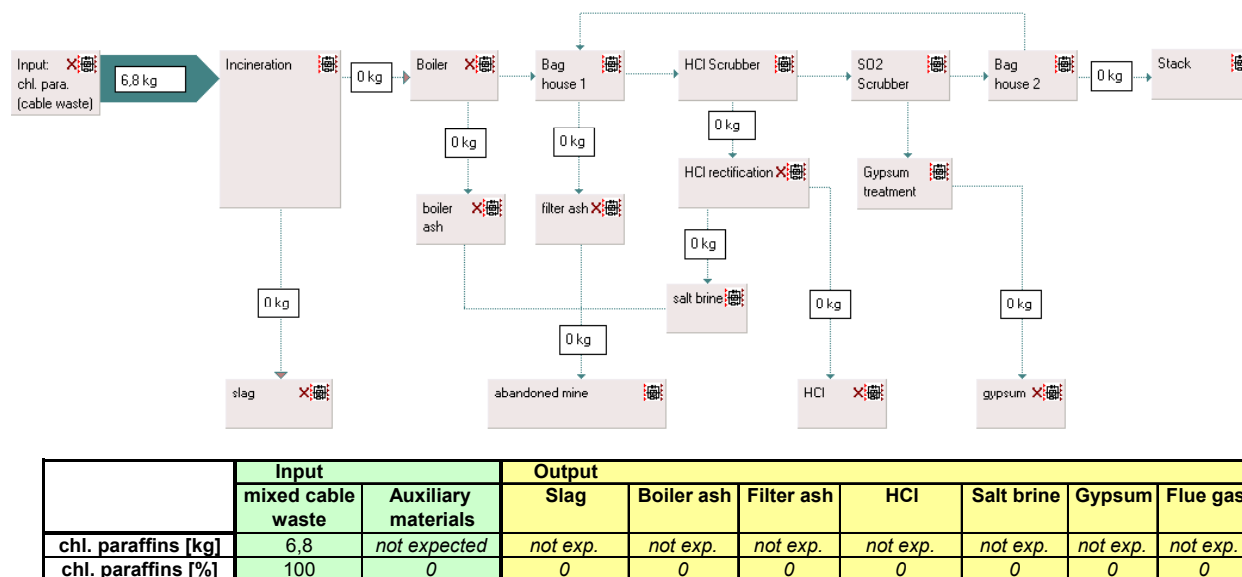 Input:
chl. para.
(cable waste)
6,8 kg
Incineration
0 kg
Boiler
Bag
house 1
HCl Scrubber
SO2
Scrubber
Bag
house 2
0 kg
Stack
0 kg
0 kg
0 kg
boiler
ash
filter ash
HCl rectification
Gypsum
treatment
0 kg
0 kg
salt brine
0 kg
0 kg
0 kg
slag
abandoned mine
HCl
gypsum
Input
Output
mixed cable
waste
Auxiliary
materials
Slag
Boiler ash
Filter ash
HCl
Salt brine
Gypsum
Flue gas
chl. paraffins [kg] 6,8 not expected not exp. not exp. not exp. not exp. not exp. not exp. not exp.
chl. paraffins [%] 100 0 0 0 0 0 0 0 0